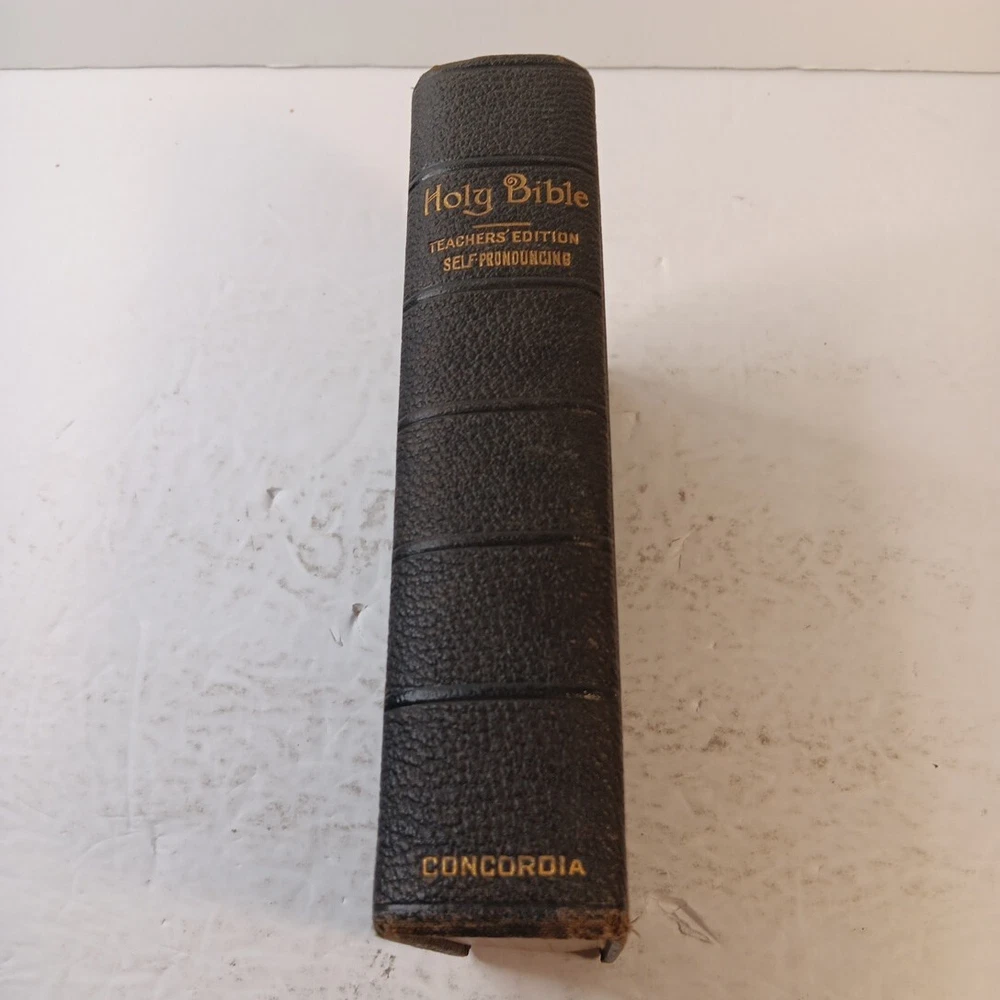 Holy Bible
TEACHERS' EDITION
SELF-PRONOUNCING
CONCORDIA